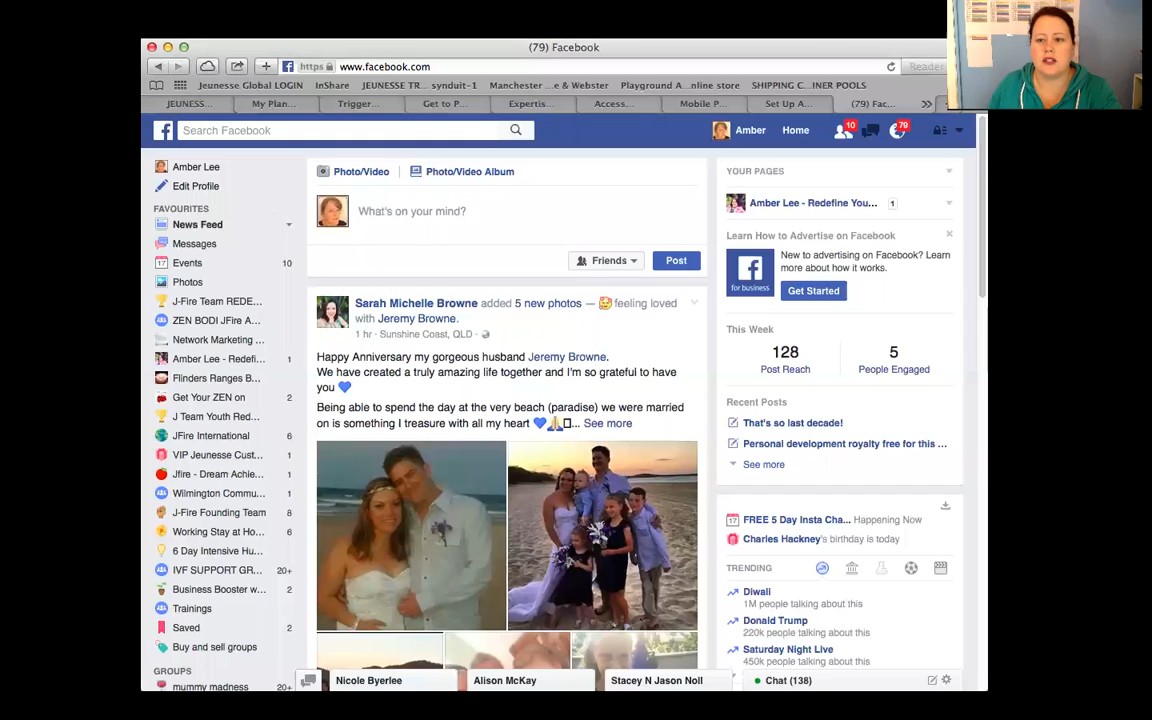 (79) Facebook
https www.facebook.com Reader
Jeunesse Global LOGIN InShare JEUNESSE TR... synduit-1 Manchester ...e & Webster Playground A...nline store SHIPPING C...INER POOLS
JEUNESS... My Plan... Trigger... Get to P... Expertis... Access... Mobile P... Set Up A... (79) Fac...
Search Facebook
Amber Home 10 79
Amber Lee
Edit Profile
FAVOURITES
News Feed
Messages
Events 10
Photos
J-Fire Team REDE...
ZEN BODI JFire A...
Network Marketing ...
Amber Lee - Redefi... 1
Flinders Ranges B...
Get Your ZEN on 2
J Team Youth Red...
JFire International 6
VIP Jeunesse Cust... 1
Jfire - Dream Achie... 1
Wilmington Commu... 1
J-Fire Founding Team 8
Working Stay at Ho... 6
6 Day Intensive Hu... 1
IVF SUPPORT GR... 20+
Business Booster w... 2
Trainings
Saved 2
Buy and sell groups
GROUPS
mummy madness 20+
Photo/Video Photo/Video Album
What's on your mind?
Friends Post
Sarah Michelle Browne added 5 new photos — feeling loved
with Jeremy Browne.
1 hr · Sunshine Coast, QLD ·
Happy Anniversary my gorgeous husband Jeremy Browne.
We have created a truly amazing life together and I'm so grateful to have
you 💙
Being able to spend the day at the very beach (paradise) we were married
on is something I treasure with all my heart 💙🙏... See more
Nicole Byerlee Alison McKay Stacey N Jason Noll Chat (138)
YOUR PAGES
Amber Lee - Redefine You... 1
Learn How to Advertise on Facebook
for business
New to advertising on Facebook? Learn
more about how it works.
Get Started
This Week
128 5
Post Reach People Engaged
Recent Posts
That's so last decade!
Personal development royalty free for this ...
See more
17 FREE 5 Day Insta Cha... Happening Now
Charles Hackney's birthday is today
TRENDING
Diwali
1M people talking about this
Donald Trump
220k people talking about this
Saturday Night Live
450k people talking about this